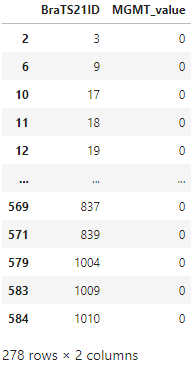 BraTS21ID MGMT_value
2 3 0
6 9 0
10 17 0
11 18 0
12 19 0
... ... ...
569 837 0
571 839 0
579 1004 0
583 1009 0
584 1010 0
278 rows × 2 columns